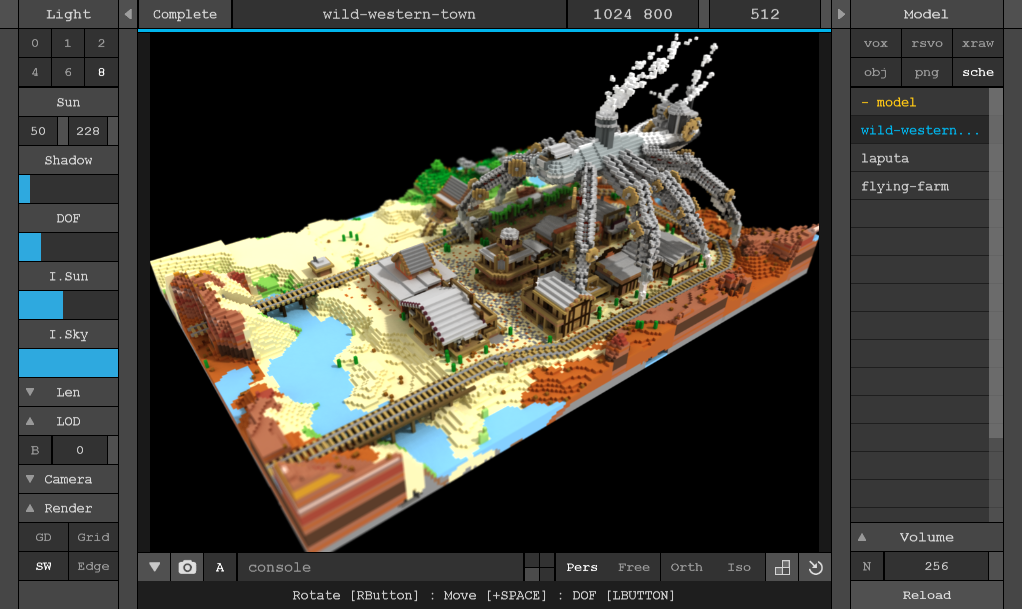 Light
Complete wild-western-town 1024 800 512
Model
0 1 2
4 6 8
Sun
50 228
Shadow
DOF
I.Sun
I.Sky
Len
LOD
B 0
Camera
Render
GD Grid
SW Edge
vox rsvo xraw
obj png sche
- model
wild-western...
laputa
flying-farm
Volume
N 256
Reload
A console Pers Free Orth Iso
Rotate [RButton] : Move [+SPACE] : DOF [LBUTTON]